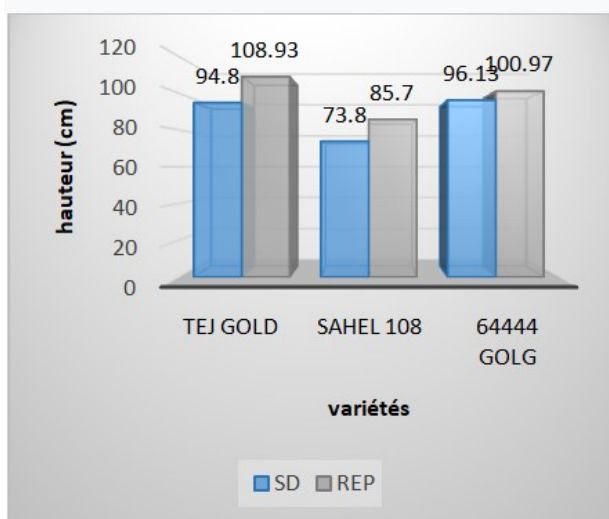 120
100
80
60
40
20
0
hauteur (cm)
94.8
108.93
73.8
85.7
96.13
100.97
TEJ GOLD
SAHEL 108
64444
GOLG
variétés
SD
REP